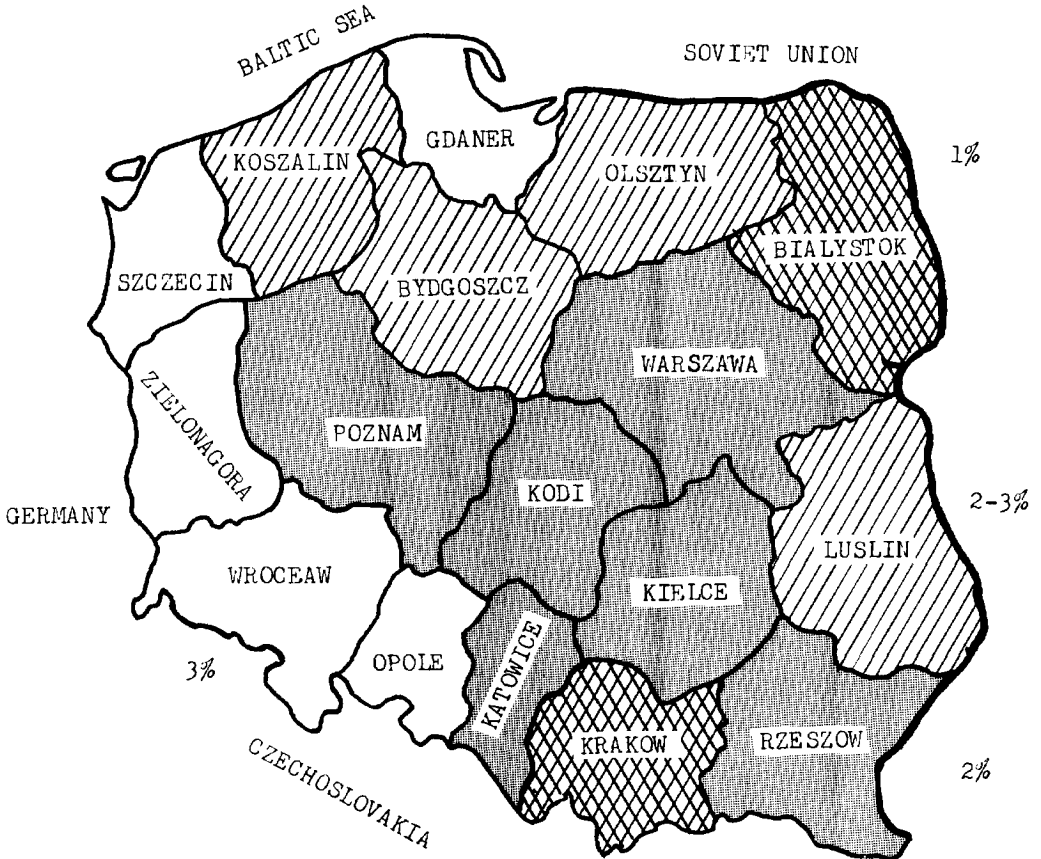 BALTIC SEA
SOVIET UNION
GDANER
KOSZALIN
OLSZTYN
1%
BIALYSTOK
SZCZECIN
BYDGOSZCZ
WARSZAWA
ZIELONAGORA
POZNAM
KODI
2-3%
GERMANY
LUSLIN
WROCEAW
KIELCE
3%
OPOLE
KATOWICE
KRAKOW
RZESZOW
2%
CZECHOSLOVAKIA